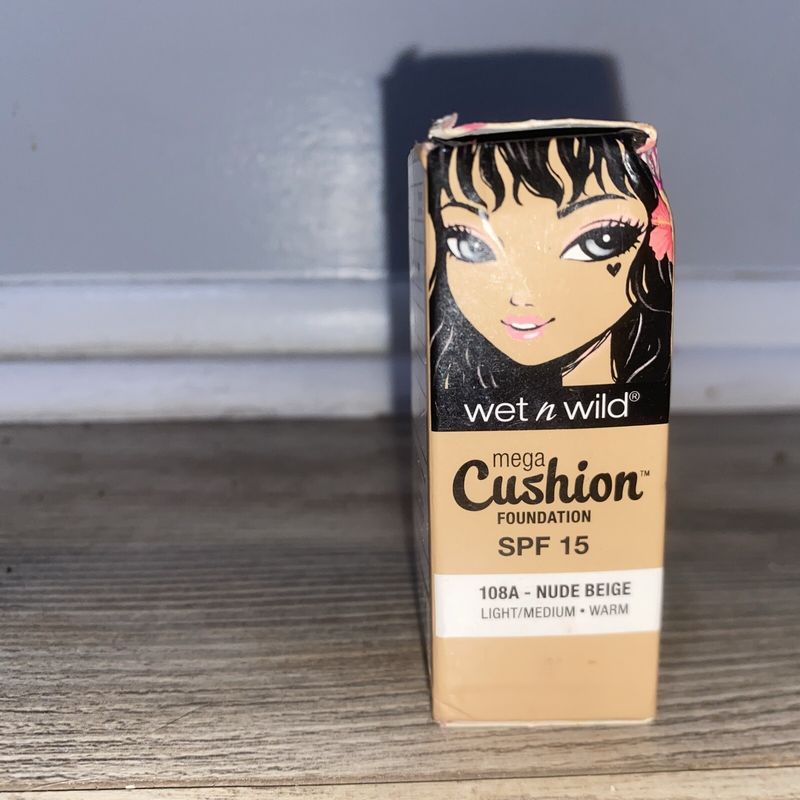 wet n wild®
mega
Cushion™
FOUNDATION
SPF 15
108A - NUDE BEIGE
LIGHT/MEDIUM • WARM